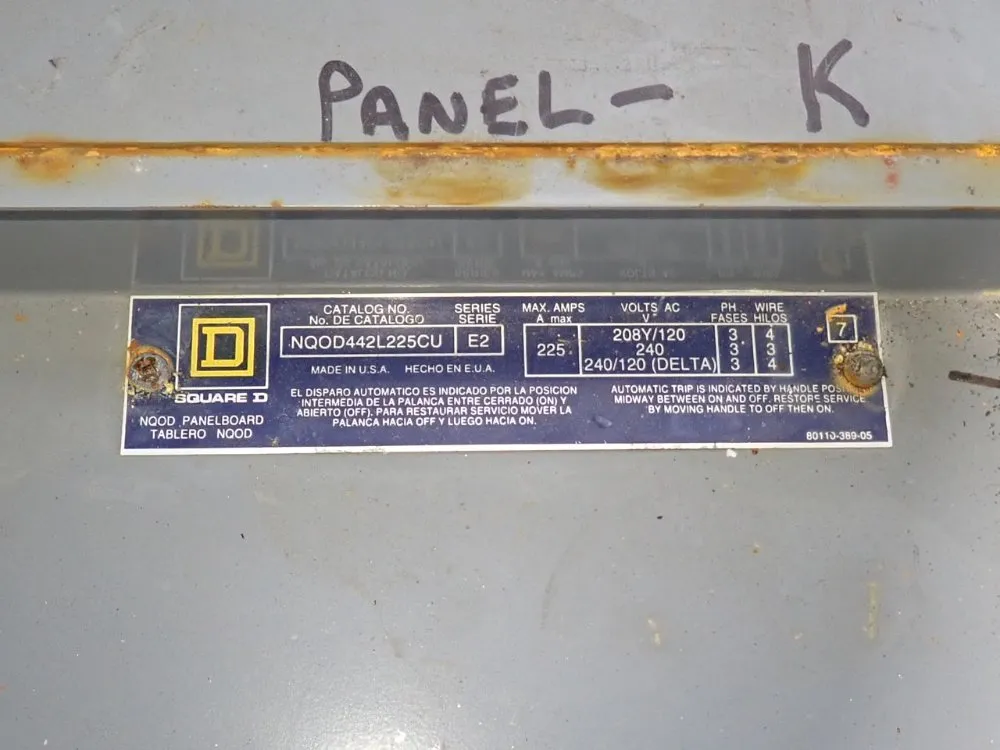 PANEL- K
D
SQUARE D
NQOD PANELBOARD
TABLERO NQOD
CATALOG NO.
No. DE CATALOGO
SERIES
SERIE
NQOD442L225CU E2
MADE IN U.S.A. HECHO EN E.U.A.
EL DISPARO AUTOMATICO ES INDICADO POR LA POSICION
INTERMEDIA DE LA PALANCA ENTRE CERRADO (ON) Y
ABIERTO (OFF). PARA RESTAURAR SERVICIO MOVER LA
PALANCA HACIA OFF Y LUEGO HACIA ON.
MAX. AMPS VOLTS AC PH WIRE
A max V~ FASES HILOS
208Y/120 3 4
225 240 3 3
240/120 (DELTA) 3 4
7
AUTOMATIC TRIP IS INDICATED BY HANDLE
MIDWAY BETWEEN ON AND OFF. RESTORE SERVICE
BY MOVING HANDLE TO OFF THEN ON.
80110-389-05